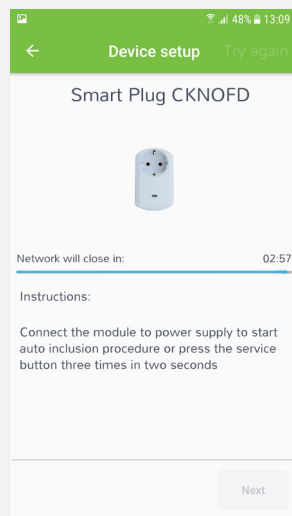 48% 13:09
Device setup Try again
Smart Plug CKNOFD
Network will close in: 02:57
Instructions:
Connect the module to power supply to start
auto inclusion procedure or press the service
button three times in two seconds
Next